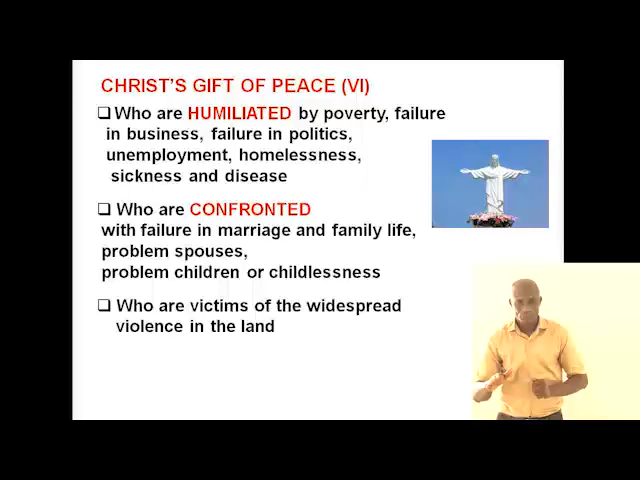 CHRIST'S GIFT OF PEACE (VI)
❑ Who are HUMILIATED by poverty, failure
in business, failure in politics,
unemployment, homelessness,
sickness and disease
❑ Who are CONFRONTED
with failure in marriage and family life,
problem spouses,
problem children or childlessness
❑ Who are victims of the widespread
violence in the land